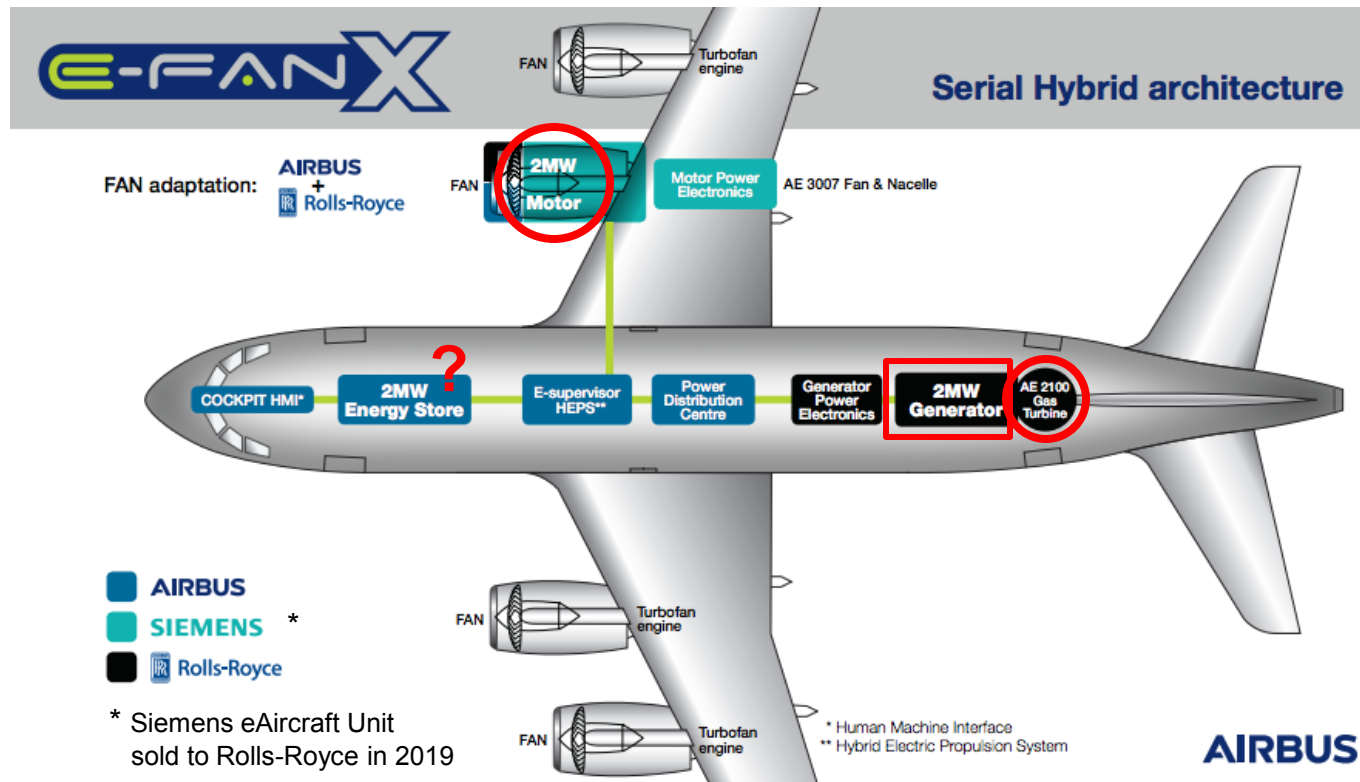 E-FAN X
Serial Hybrid architecture
FAN
Turbofan
engine
FAN adaptation:
AIRBUS
+
Rolls-Royce
FAN
2MW
Motor
Motor Power
Electronics
AE 3007 Fan & Nacelle
?
COCKPIT HMI*
2MW
Energy Store
E-supervisor
HEPS**
Power
Distribution
Centre
Generator
Power
Electronics
2MW
Generator
AE 2100
Gas
Turbine
AIRBUS
SIEMENS *
RR Rolls-Royce
FAN
Turbofan
engine
* Siemens eAircraft Unit
sold to Rolls-Royce in 2019
FAN
Turbofan
engine
* Human Machine Interface
** Hybrid Electric Propulsion System
AIRBUS